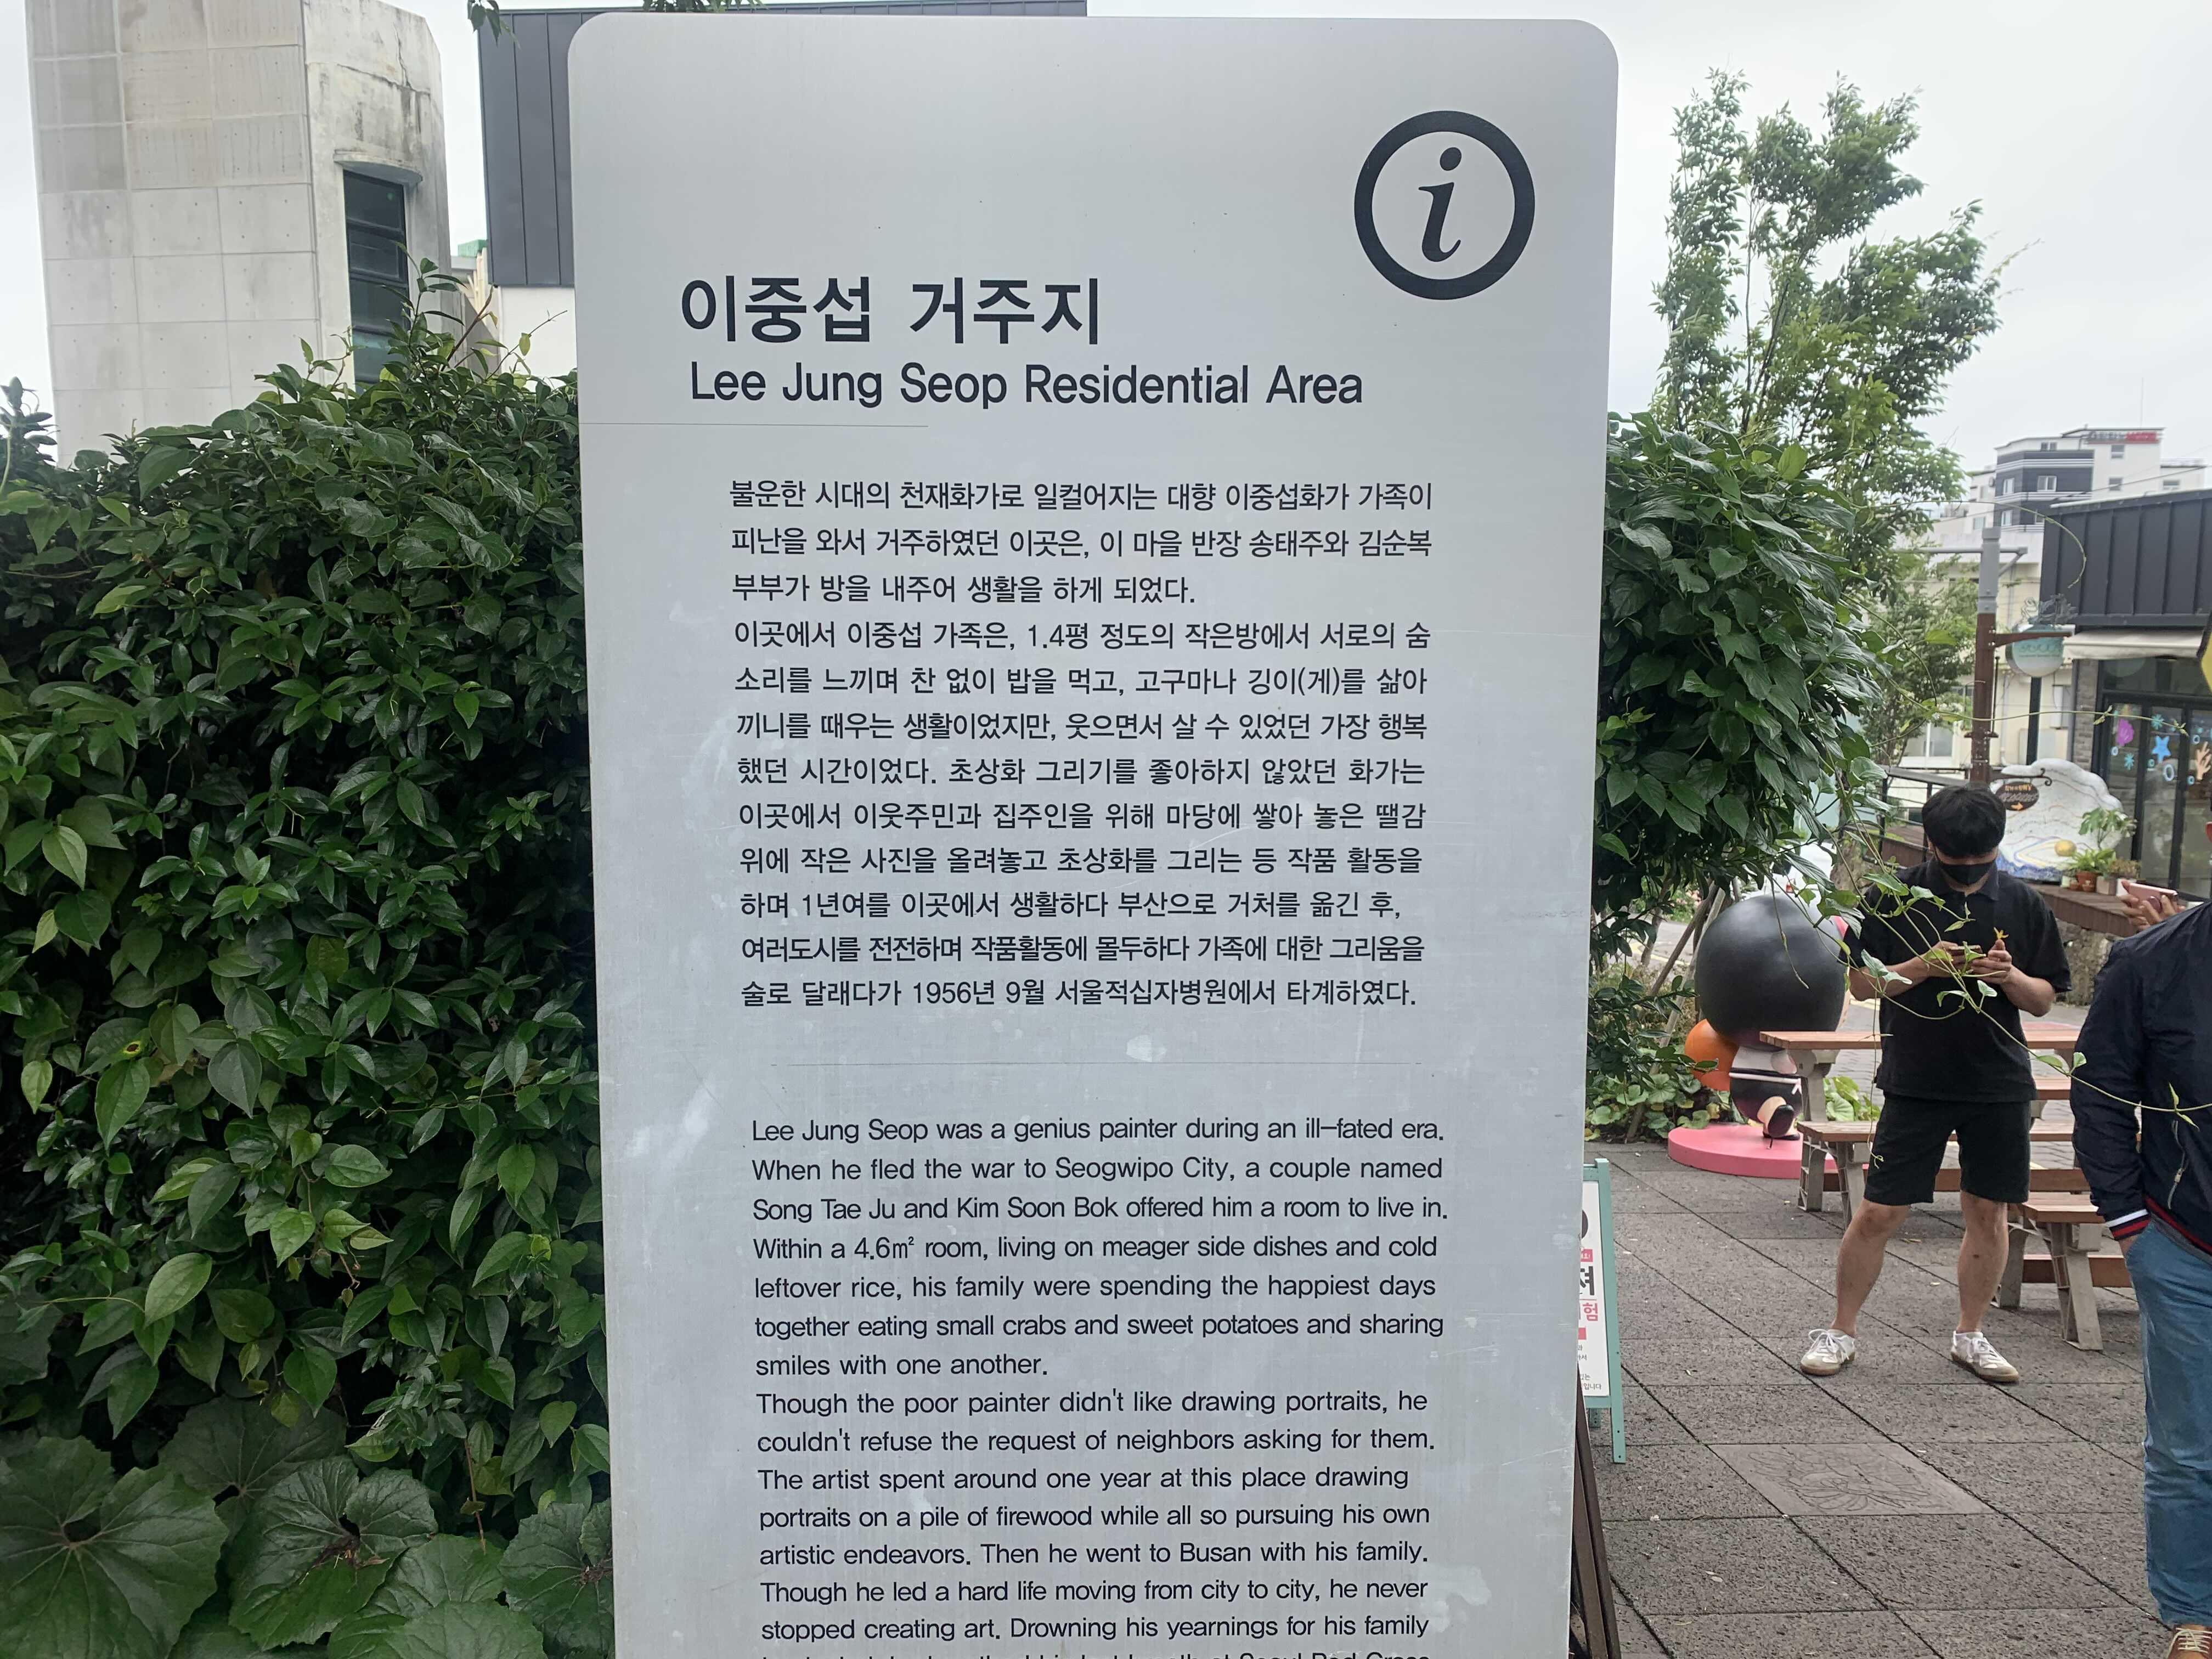 i
이중섭 거주지
Lee Jung Seop Residential Area
불운한 시대의 천재화가로 일컬어지는 대향 이중섭화가 가족이
피난을 와서 거주하였던 이곳은, 이 마을 반장 송태주와 김순복
부부가 방을 내주어 생활을 하게 되었다.
이곳에서 이중섭 가족은, 1.4평 정도의 작은방에서 서로의 숨
소리를 느끼며 찬 없이 밥을 먹고, 고구마나 깅이(게)를 삶아
끼니를 때우는 생활이었지만, 웃으면서 살 수 있었던 가장 행복
했던 시간이었다. 초상화 그리기를 좋아하지 않았던 화가는
이곳에서 이웃주민과 집주인을 위해 마당에 쌓아 놓은 땔감
위에 작은 사진을 올려놓고 초상화를 그리는 등 작품 활동을
하며 1년여를 이곳에서 생활하다 부산으로 거처를 옮긴 후,
여러도시를 전전하며 작품활동에 몰두하다 가족에 대한 그리움을
술로 달래다가 1956년 9월 서울적십자병원에서 타계하였다.
Lee Jung Seop was a genius painter during an ill-fated era.
When he fled the war to Seogwipo City, a couple named
Song Tae Ju and Kim Soon Bok offered him a room to live in.
Within a 4.6㎡ room, living on meager side dishes and cold
leftover rice, his family were spending the happiest days
together eating small crabs and sweet potatoes and sharing
smiles with one another.
Though the poor painter didn't like drawing portraits, he
couldn't refuse the request of neighbors asking for them.
The artist spent around one year at this place drawing
portraits on a pile of firewood while all so pursuing his own
artistic endeavors. Then he went to Busan with his family.
Though he led a hard life moving from city to city, he never
stopped creating art. Drowning his yearnings for his family